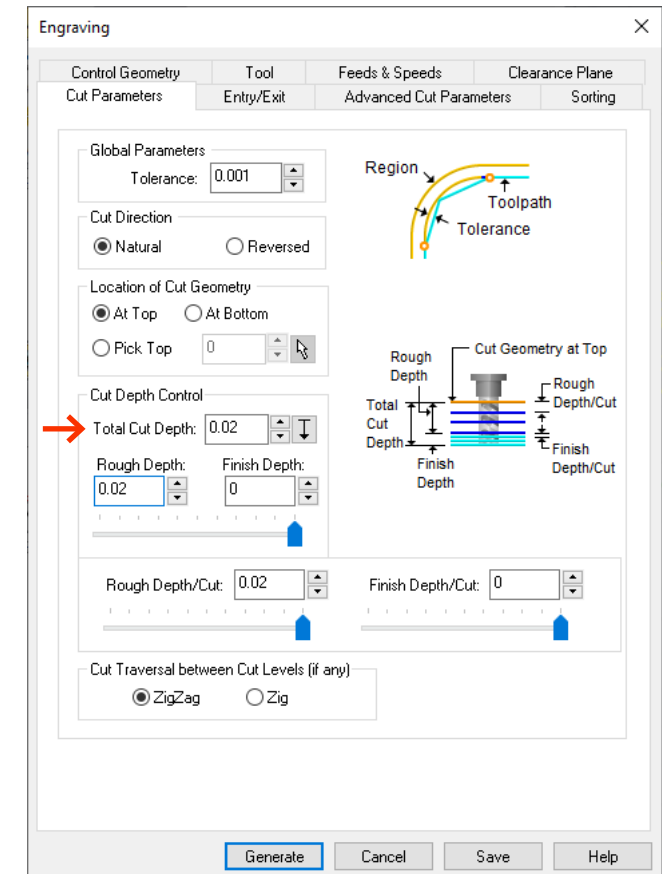 Engraving
Control Geometry Tool Feeds & Speeds Clearance Plane
Cut Parameters Entry/Exit Advanced Cut Parameters Sorting
Global Parameters
Tolerance: 0.001
Cut Direction
Natural Reversed
Location of Cut Geometry
At Top At Bottom
Pick Top 0
Cut Depth Control
Total Cut Depth: 0.02
Rough Depth: Finish Depth:
0.02 0
Region
Toolpath
Tolerance
Rough
Depth
Cut Geometry at Top
Total
Cut
Depth
Rough
Depth/Cut
Finish
Depth
Finish
Depth/Cut
Rough Depth/Cut: 0.02 Finish Depth/Cut: 0
Cut Traversal between Cut Levels (if any)
ZigZag Zig
Generate Cancel Save Help